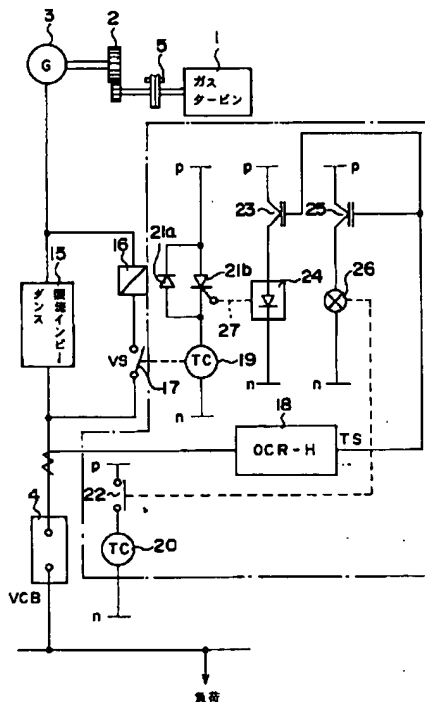 3
2
5
1
G
ガス
タービン
P
P
P
23
25
21a
21b
16
15
限流インピー
ダンス
24
26
27
VS
17
TC
19
n
n
n
18
OCR-H
TS
P
22
4
TC
20
VCB
n
負荷